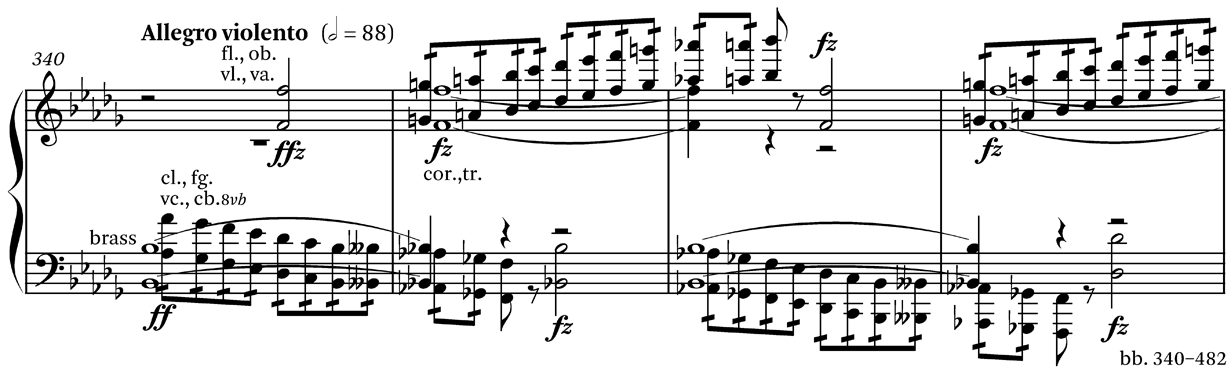 Allegro violento (𝅗𝅥 = 88)
340
fl., ob.
vl., va.
ffz
fz
fz
fz
cl., fg.
vc., cb.8vb
cor.,tr.
brass
ff
fz
fz
bb. 340–482